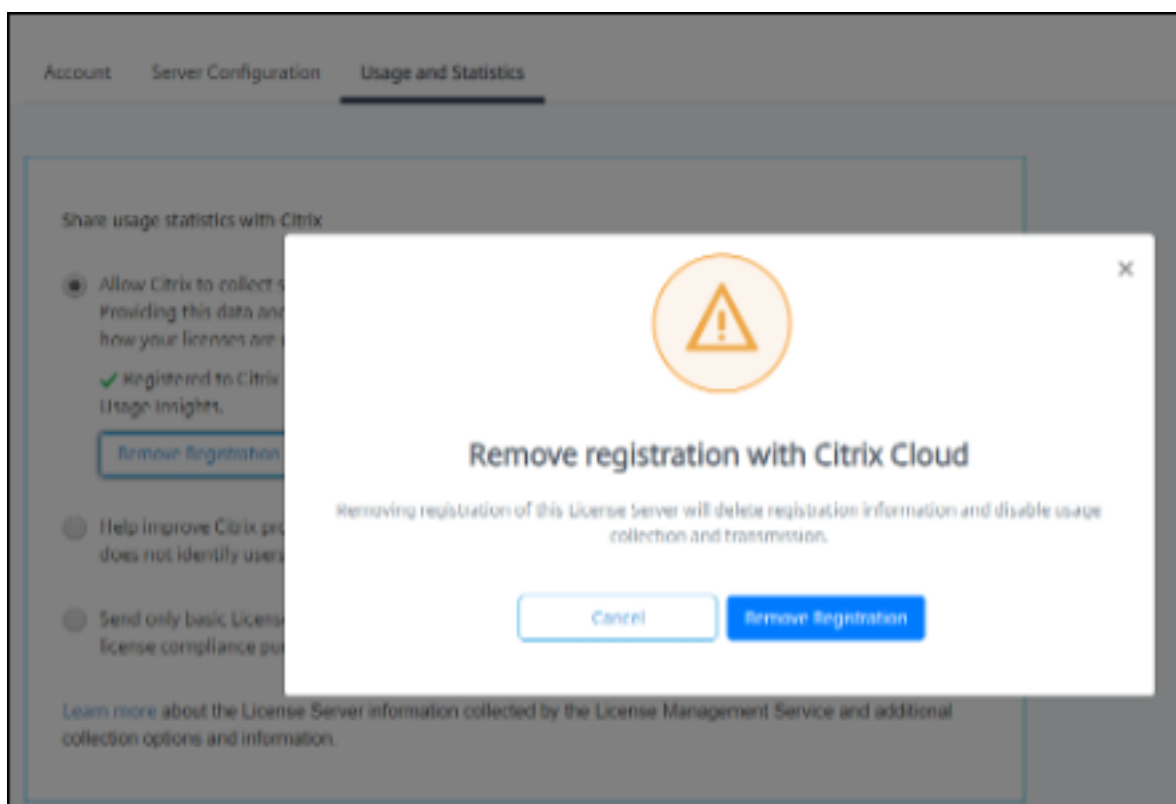 Account Server Configuration Usage and Statistics
Share usage statistics with Citrix
Allow Citrix to collect s
Providing this data and
how your licenses are
Registered to Citrix
Usage Insights.
Remove Registration
Help improve Citrix pro
does not identify users
Send only basic License
license compliance pu
Learn more about the License Server information collected by the License Management Service and additional
collection options and information.
Remove registration with Citrix Cloud
Removing registration of this License Server will delete registration information and disable usage
collection and transmission.
Cancel Remove Registration